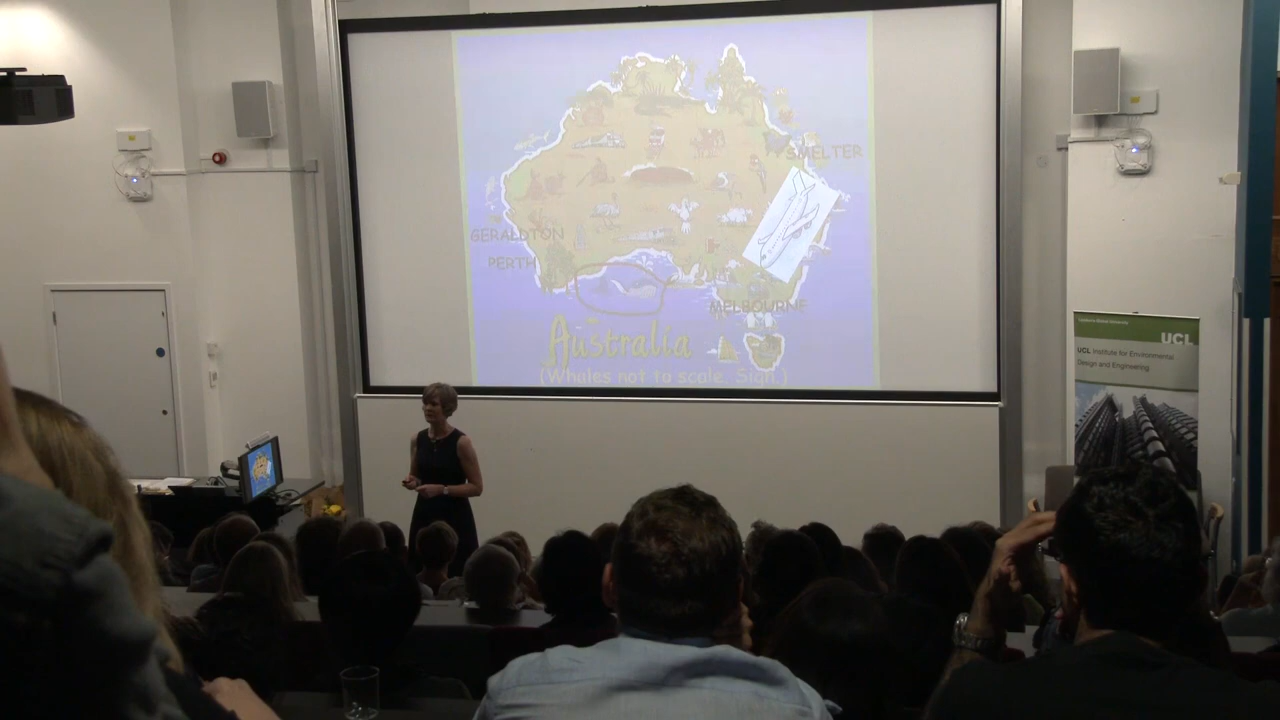 SMELTER
GERALDTON
PERTH
MELBOURNE
Australia
(Whales not to scale. Sigh.)
UCL
UCL Institute for Environmental
Design and Engineering